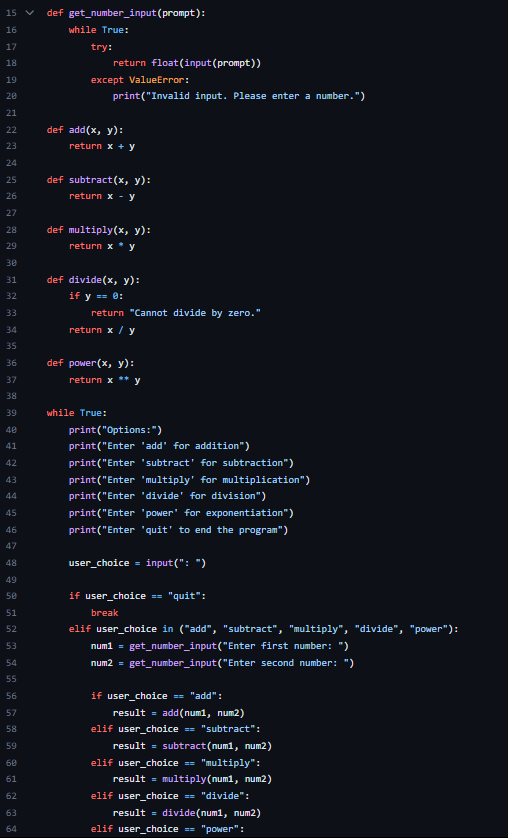 15 def get_number_input(prompt):
16     while True:
17         try:
18             return float(input(prompt))
19         except ValueError:
20             print("Invalid input. Please enter a number.")
21
22 def add(x, y):
23     return x + y
24
25 def subtract(x, y):
26     return x - y
27
28 def multiply(x, y):
29     return x * y
30
31 def divide(x, y):
32     if y == 0:
33         return "Cannot divide by zero."
34     return x / y
35
36 def power(x, y):
37     return x ** y
38
39 while True:
40     print("Options:")
41     print("Enter 'add' for addition")
42     print("Enter 'subtract' for subtraction")
43     print("Enter 'multiply' for multiplication")
44     print("Enter 'divide' for division")
45     print("Enter 'power' for exponentiation")
46     print("Enter 'quit' to end the program")
47
48     user_choice = input(": ")
49
50     if user_choice == "quit":
51         break
52     elif user_choice in ("add", "subtract", "multiply", "divide", "power"):
53         num1 = get_number_input("Enter first number: ")
54         num2 = get_number_input("Enter second number: ")
55
56         if user_choice == "add":
57             result = add(num1, num2)
58         elif user_choice == "subtract":
59             result = subtract(num1, num2)
60         elif user_choice == "multiply":
61             result = multiply(num1, num2)
62         elif user_choice == "divide":
63             result = divide(num1, num2)
64         elif user_choice == "power":